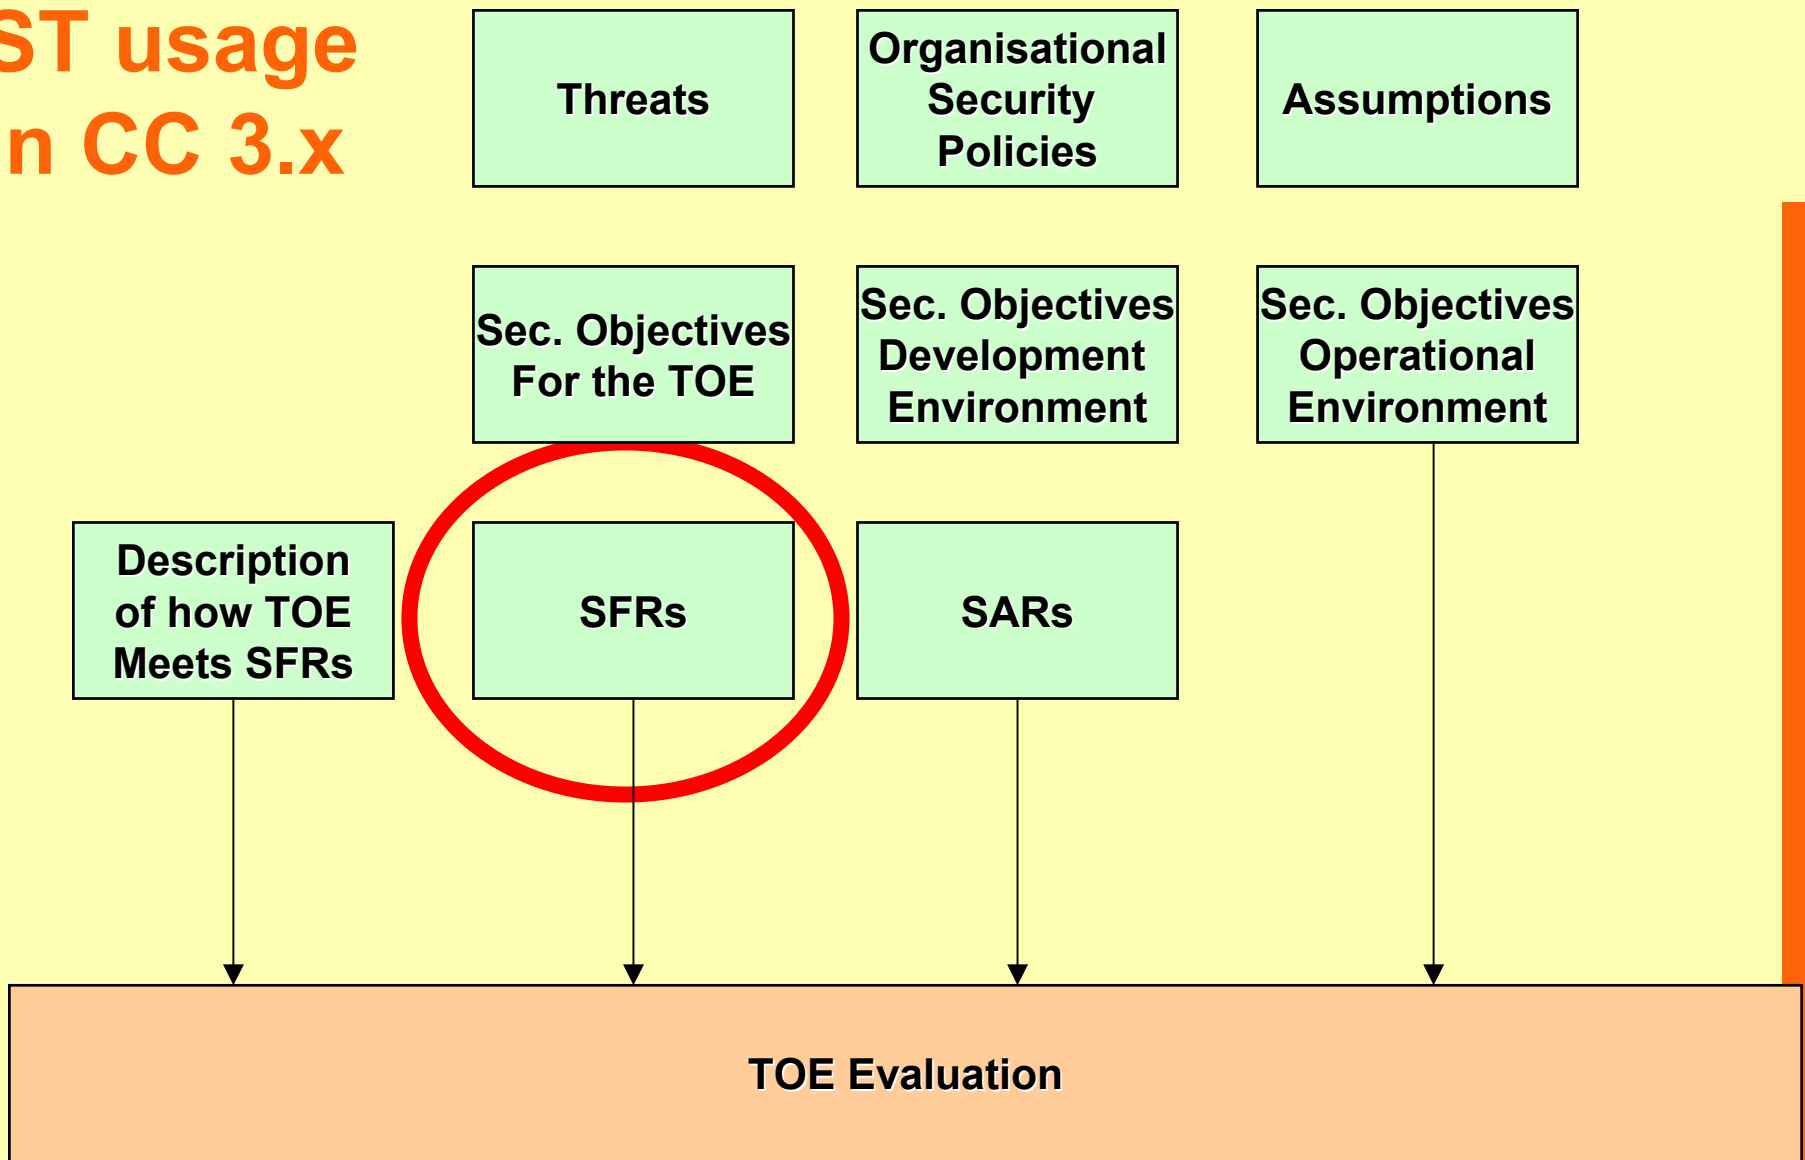 ST usage
n CC 3.x
Threats
Organisational
Security
Policies
Assumptions
Sec. Objectives
For the TOE
Sec. Objectives
Development
Environment
Sec. Objectives
Operational
Environment
Description
of how TOE
Meets SFRs
SFRs
SARs
TOE Evaluation